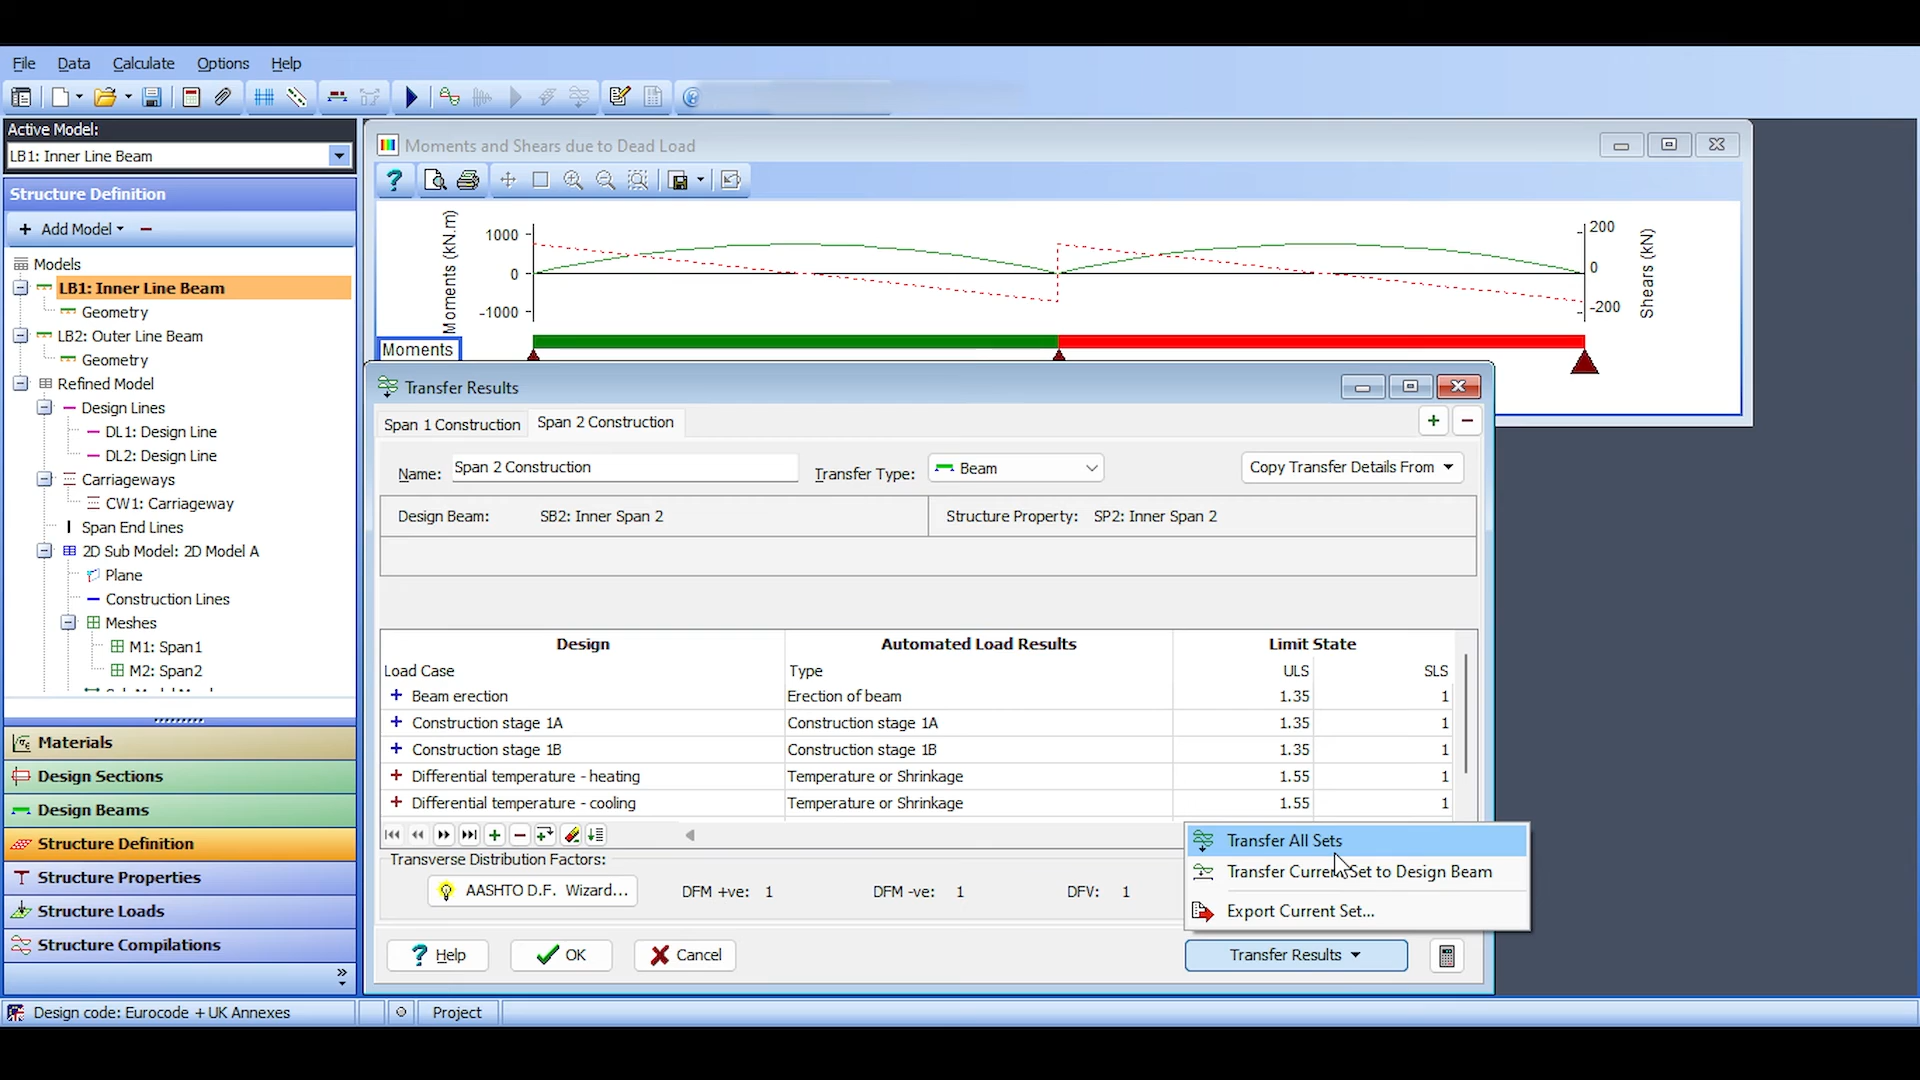 File Data Calculate Options Help
Active Model:
LB1: Inner Line Beam
Structure Definition
Add Model
Models
LB1: Inner Line Beam
Geometry
LB2: Outer Line Beam
Geometry
Refined Model
Design Lines
DL1: Design Line
DL2: Design Line
Carriageways
CW1: Carriageway
Span End Lines
2D Sub Model: 2D Model A
Plane
Construction Lines
Meshes
M1: Span1
M2: Span2
Materials
Design Sections
Design Beams
Structure Definition
Structure Properties
Structure Loads
Structure Compilations
Moments and Shears due to Dead Load
Moments (kN.m)
1000
0
-1000
200
0
-200
Shears (kN)
Moments
Transfer Results
Span 1 Construction Span 2 Construction
Name: Span 2 Construction Transfer Type: Beam Copy Transfer Details From
Design Beam: SB2: Inner Span 2 Structure Property: SP2: Inner Span 2
Design Automated Load Results Limit State
Load Case Type ULS SLS
Beam erection Erection of beam 1.35 1
Construction stage 1A Construction stage 1A 1.35 1
Construction stage 1B Construction stage 1B 1.35 1
Differential temperature - heating Temperature or Shrinkage 1.55 1
Differential temperature - cooling Temperature or Shrinkage 1.55 1
Transverse Distribution Factors:
AASHTO D.F. Wizard... DFM +ve: 1 DFM -ve: 1 DFV: 1
Transfer All Sets
Transfer Current Set to Design Beam
Export Current Set...
Help OK Cancel Transfer Results
Design code: Eurocode + UK Annexes Project